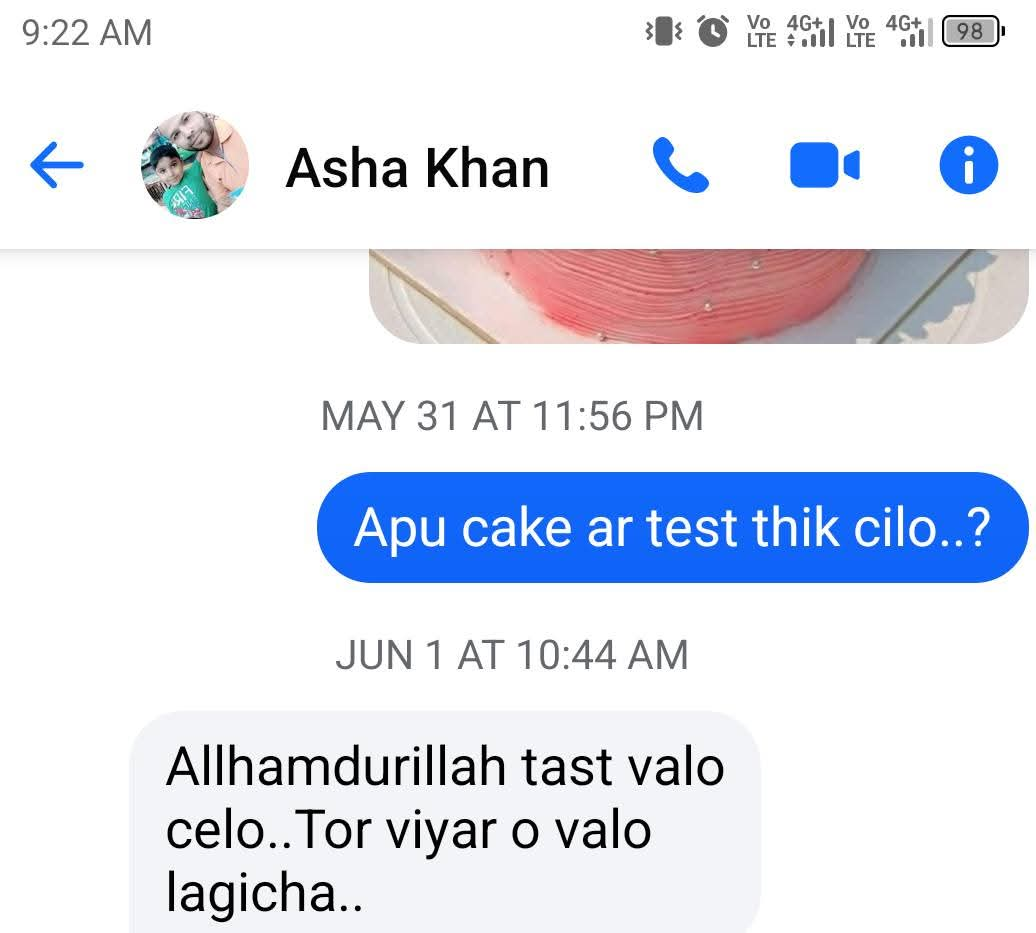 9:22 AM
Vo LTE 4G+ Vo LTE 4G+ 98
Asha Khan
MAY 31 AT 11:56 PM
Apu cake ar test thik cilo..?
JUN 1 AT 10:44 AM
Allhamdurillah tast valo
celo..Tor viyar o valo
lagicha..